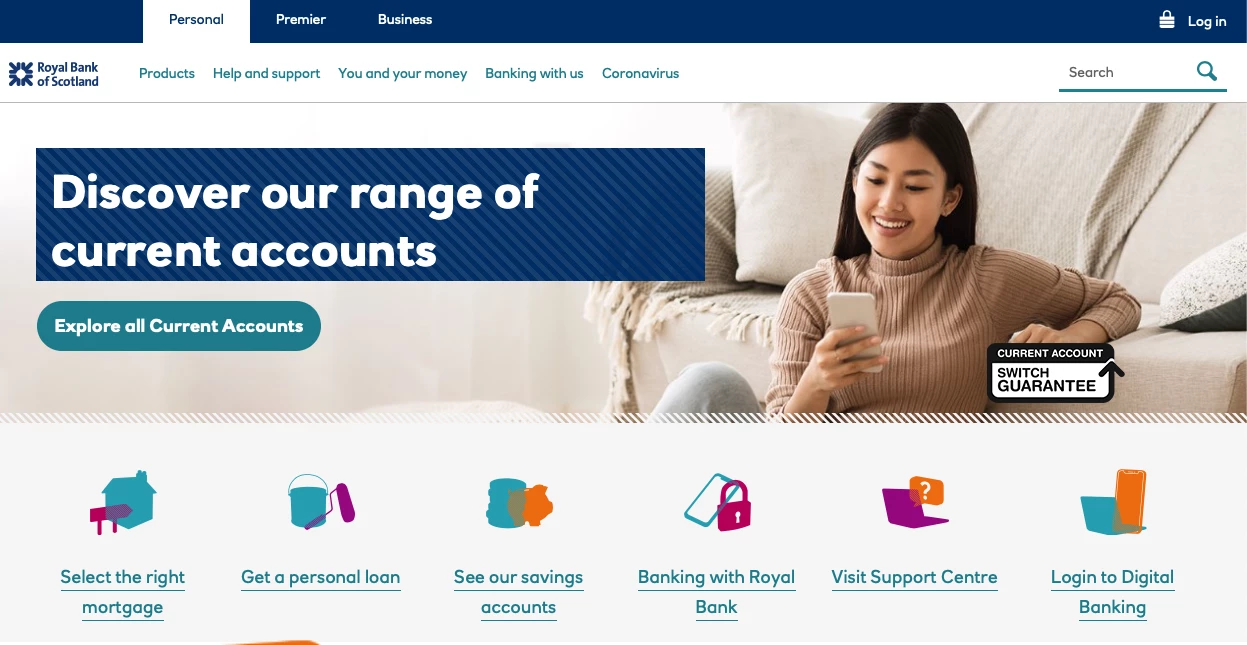 Personal
Premier
Business
Log in
Royal Bank
of Scotland
Products
Help and support
You and your money
Banking with us
Coronavirus
Search
Discover our range of
current accounts
Explore all Current Accounts
CURRENT ACCOUNT
SWITCH
GUARANTEE
?
Select the right
mortgage
Get a personal loan
See our savings
accounts
Banking with Royal
Bank
Visit Support Centre
Login to Digital
Banking